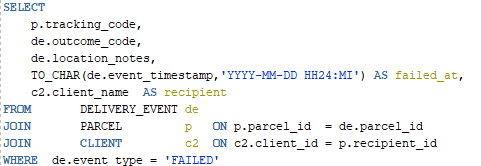 SELECT
    p.tracking_code,
    de.outcome_code,
    de.location_notes,
    TO_CHAR(de.event_timestamp,'YYYY-MM-DD HH24:MI') AS failed_at,
    c2.client_name  AS recipient
FROM       DELIVERY_EVENT de
JOIN       PARCEL         p   ON p.parcel_id  = de.parcel_id
JOIN       CLIENT         c2  ON c2.client_id = p.recipient_id
WHERE  de.event_type = 'FAILED'